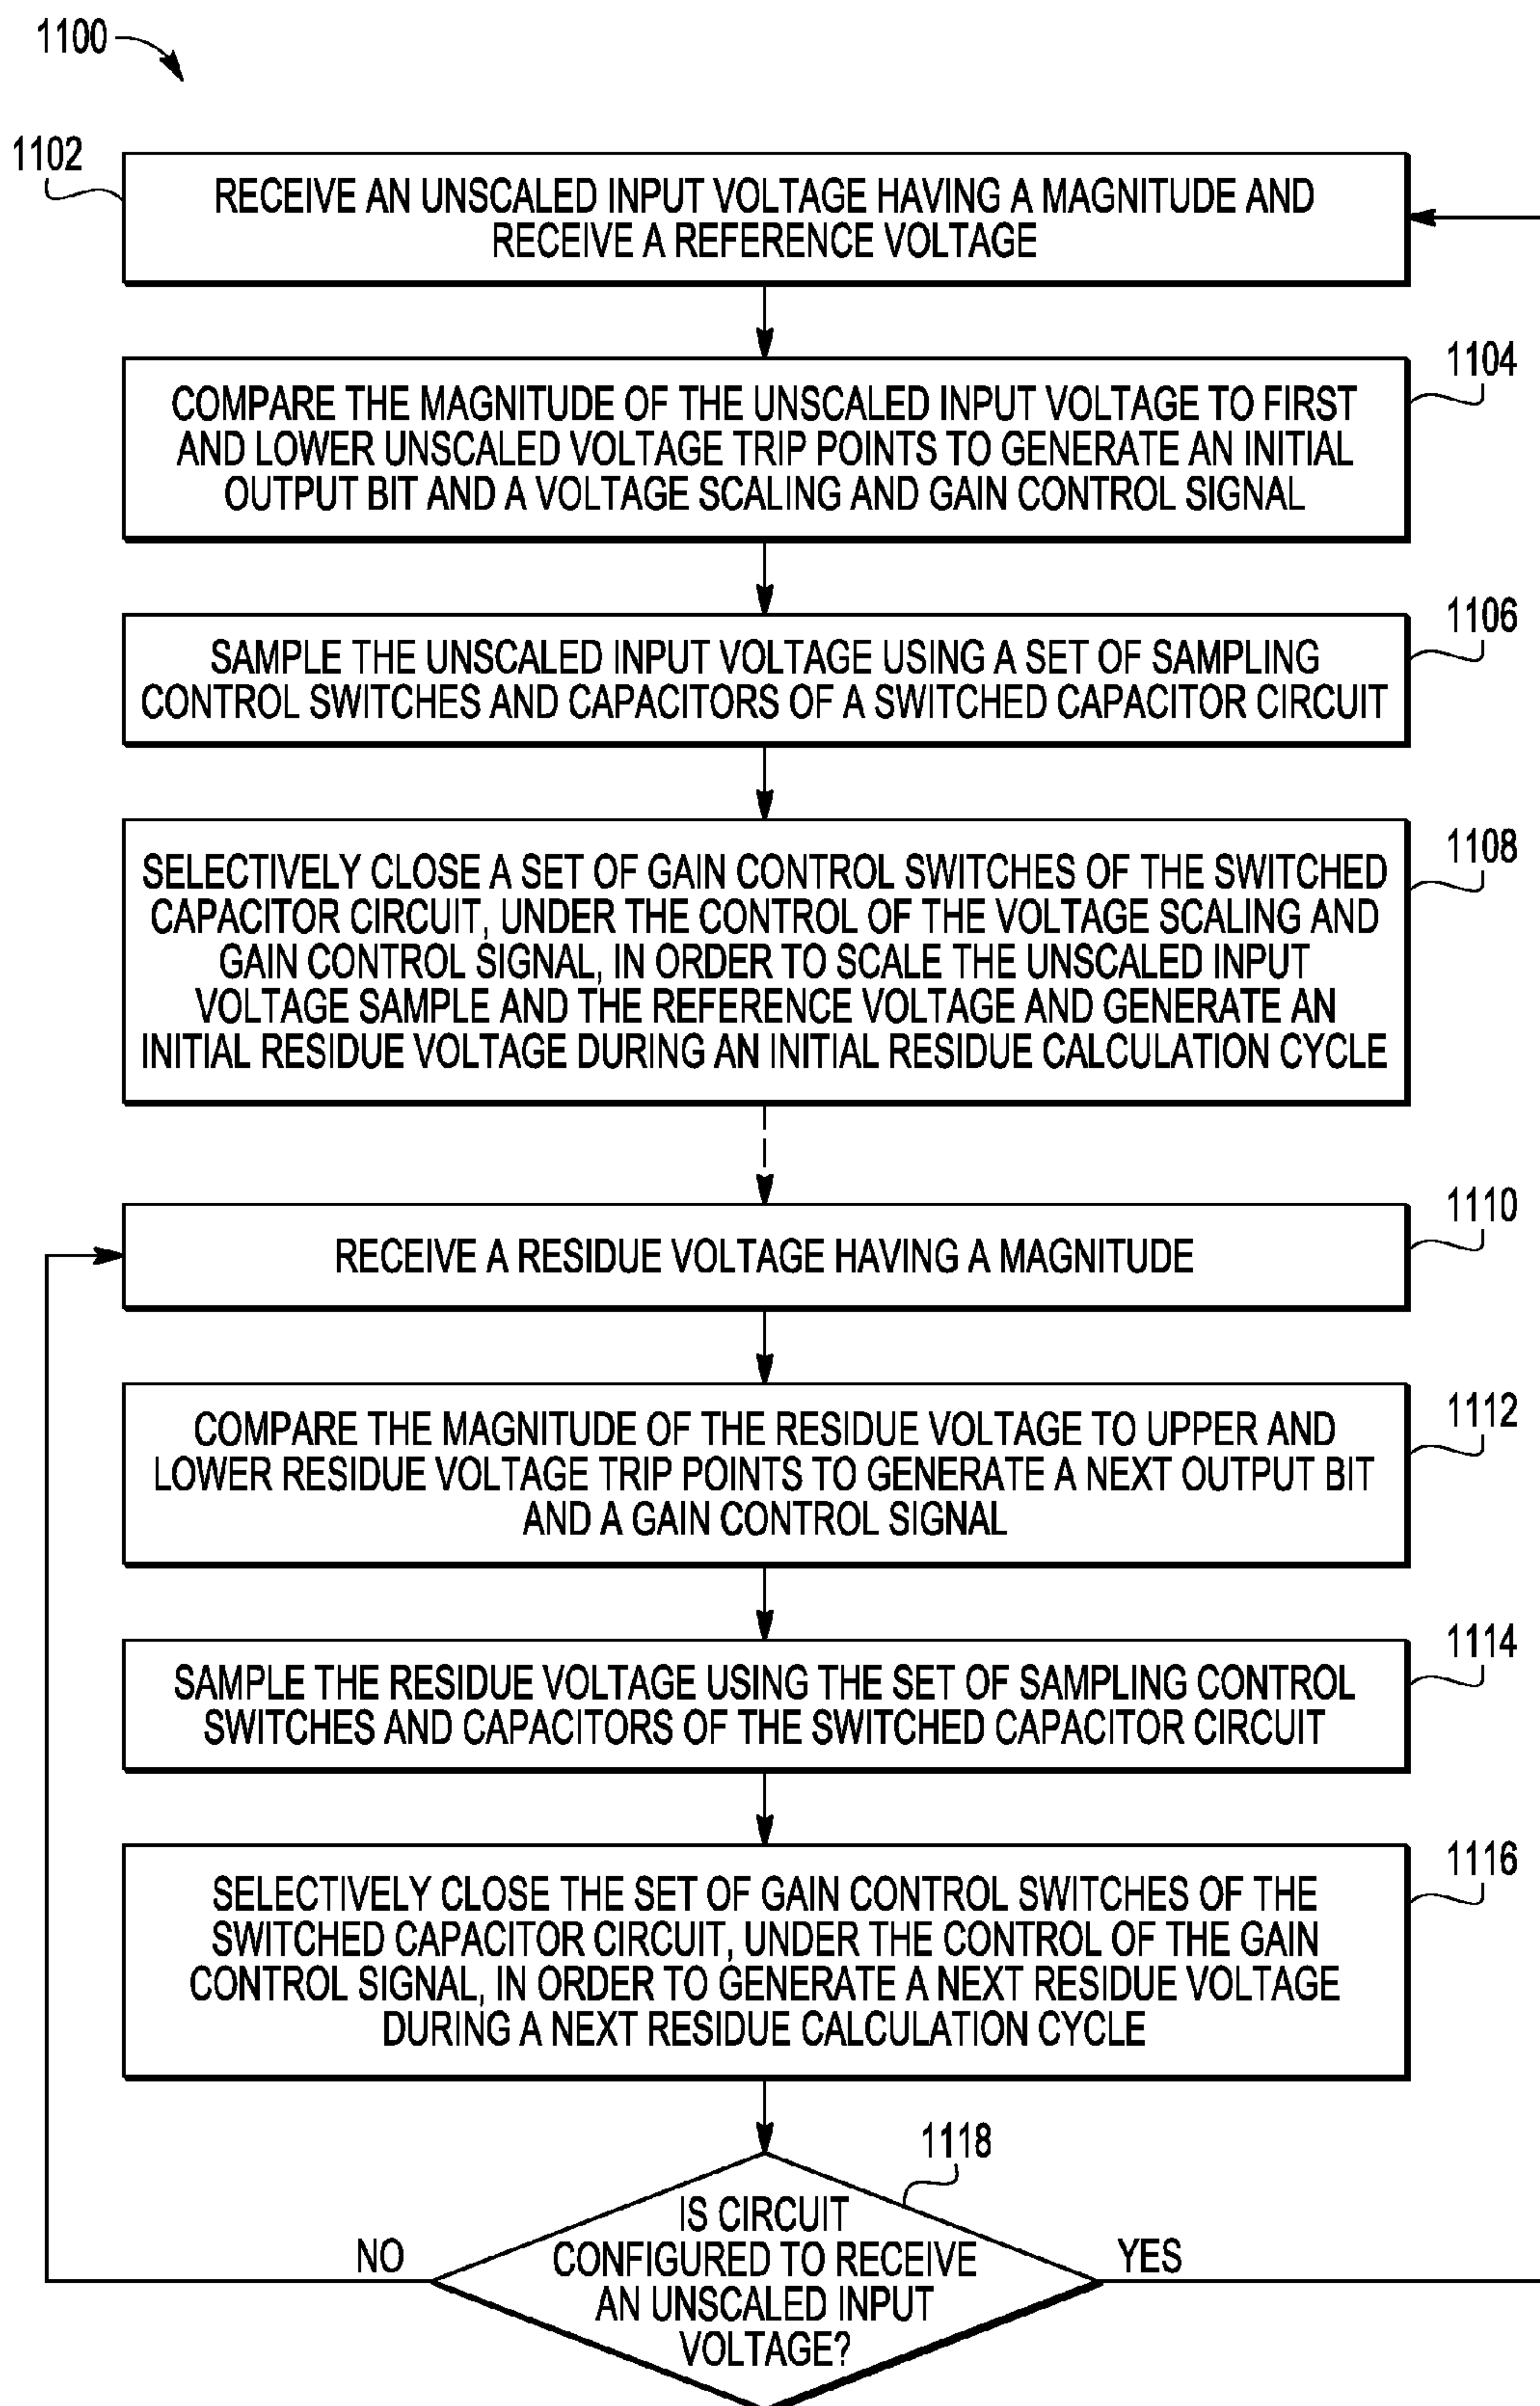 1100
1102
RECEIVE AN UNSCALED INPUT VOLTAGE HAVING A MAGNITUDE AND
RECEIVE A REFERENCE VOLTAGE
1104
COMPARE THE MAGNITUDE OF THE UNSCALED INPUT VOLTAGE TO FIRST
AND LOWER UNSCALED VOLTAGE TRIP POINTS TO GENERATE AN INITIAL
OUTPUT BIT AND A VOLTAGE SCALING AND GAIN CONTROL SIGNAL
1106
SAMPLE THE UNSCALED INPUT VOLTAGE USING A SET OF SAMPLING
CONTROL SWITCHES AND CAPACITORS OF A SWITCHED CAPACITOR CIRCUIT
1108
SELECTIVELY CLOSE A SET OF GAIN CONTROL SWITCHES OF THE SWITCHED
CAPACITOR CIRCUIT, UNDER THE CONTROL OF THE VOLTAGE SCALING AND
GAIN CONTROL SIGNAL, IN ORDER TO SCALE THE UNSCALED INPUT
VOLTAGE SAMPLE AND THE REFERENCE VOLTAGE AND GENERATE AN
INITIAL RESIDUE VOLTAGE DURING AN INITIAL RESIDUE CALCULATION CYCLE
1110
RECEIVE A RESIDUE VOLTAGE HAVING A MAGNITUDE
1112
COMPARE THE MAGNITUDE OF THE RESIDUE VOLTAGE TO UPPER AND
LOWER RESIDUE VOLTAGE TRIP POINTS TO GENERATE A NEXT OUTPUT BIT
AND A GAIN CONTROL SIGNAL
1114
SAMPLE THE RESIDUE VOLTAGE USING THE SET OF SAMPLING CONTROL
SWITCHES AND CAPACITORS OF THE SWITCHED CAPACITOR CIRCUIT
1116
SELECTIVELY CLOSE THE SET OF GAIN CONTROL SWITCHES OF THE
SWITCHED CAPACITOR CIRCUIT, UNDER THE CONTROL OF THE GAIN
CONTROL SIGNAL, IN ORDER TO GENERATE A NEXT RESIDUE VOLTAGE
DURING A NEXT RESIDUE CALCULATION CYCLE
1118
IS CIRCUIT
CONFIGURED TO RECEIVE
AN UNSCALED INPUT
VOLTAGE?
NO
YES